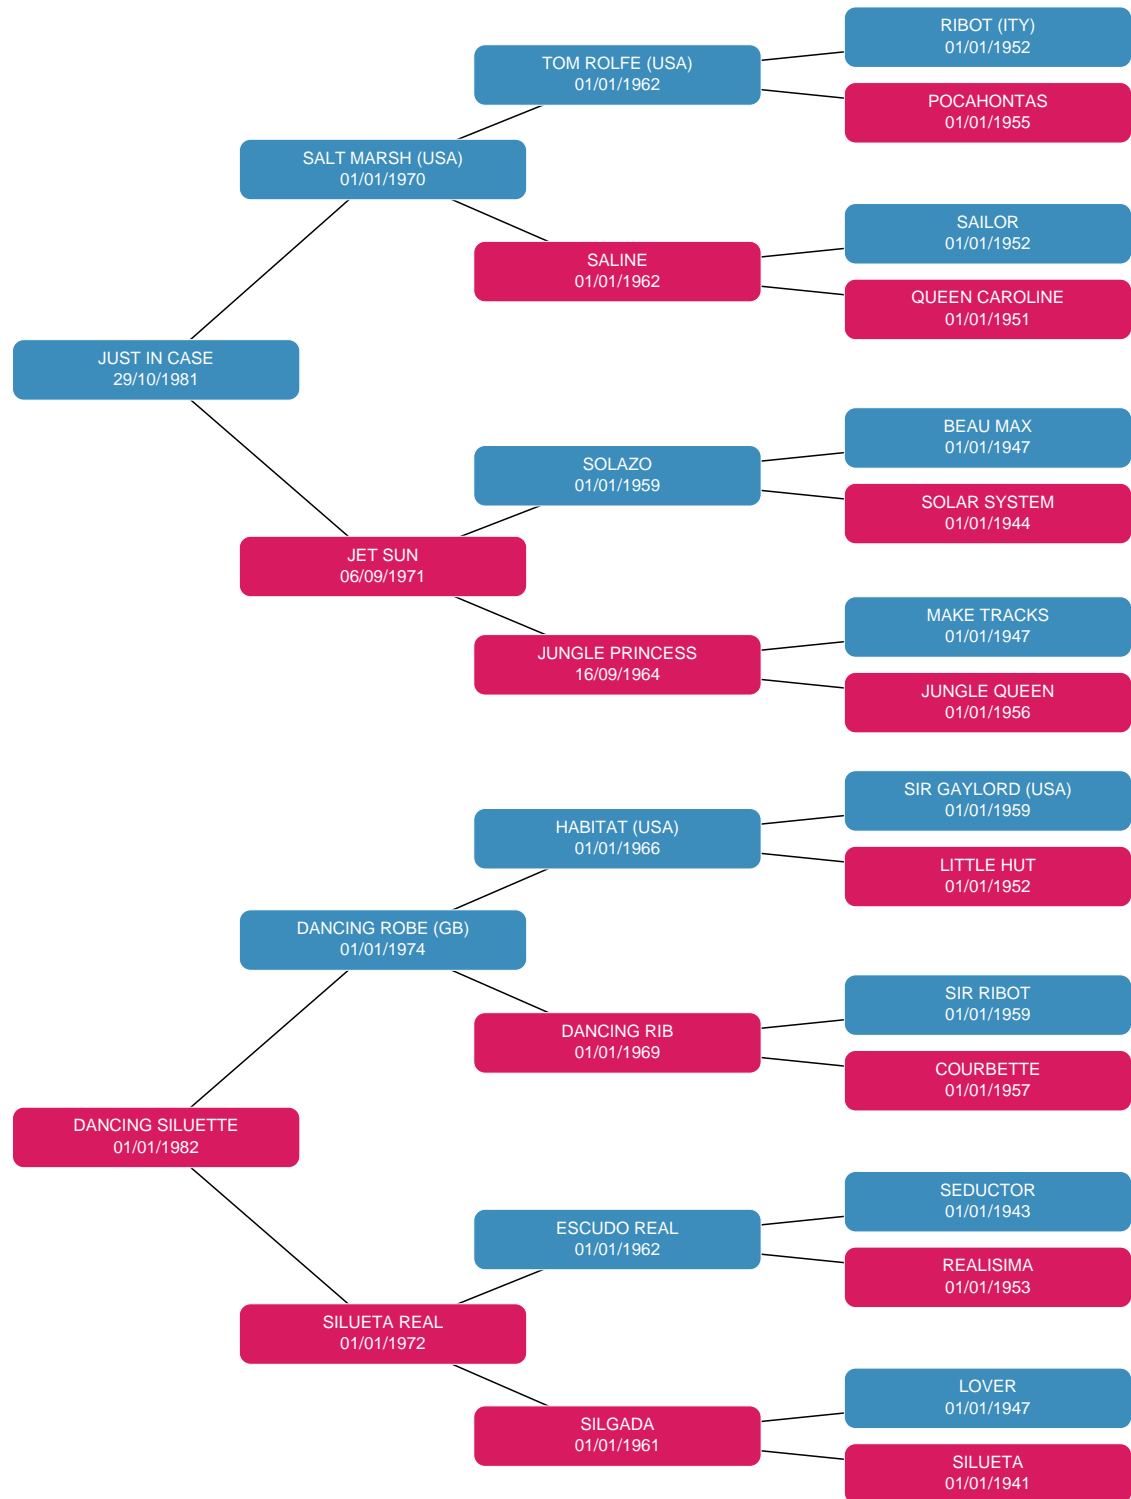 RIBOT (ITY)
01/01/1952
TOM ROLFE (USA)
01/01/1962
POCAHONTAS
01/01/1955
SALT MARSH (USA)
01/01/1970
SAILOR
01/01/1952
SALINE
01/01/1962
QUEEN CAROLINE
01/01/1951
JUST IN CASE
29/10/1981
BEAU MAX
01/01/1947
SOLAZO
01/01/1959
SOLAR SYSTEM
01/01/1944
JET SUN
06/09/1971
MAKE TRACKS
01/01/1947
JUNGLE PRINCESS
16/09/1964
JUNGLE QUEEN
01/01/1956
SIR GAYLORD (USA)
01/01/1959
HABITAT (USA)
01/01/1966
LITTLE HUT
01/01/1952
DANCING ROBE (GB)
01/01/1974
SIR RIBOT
01/01/1959
DANCING RIB
01/01/1969
COURBETTE
01/01/1957
DANCING SILUETTE
01/01/1982
SEDUCTOR
01/01/1943
ESCUDO REAL
01/01/1962
REALISIMA
01/01/1953
SILUETA REAL
01/01/1972
LOVER
01/01/1947
SILGADA
01/01/1961
SILUETA
01/01/1941